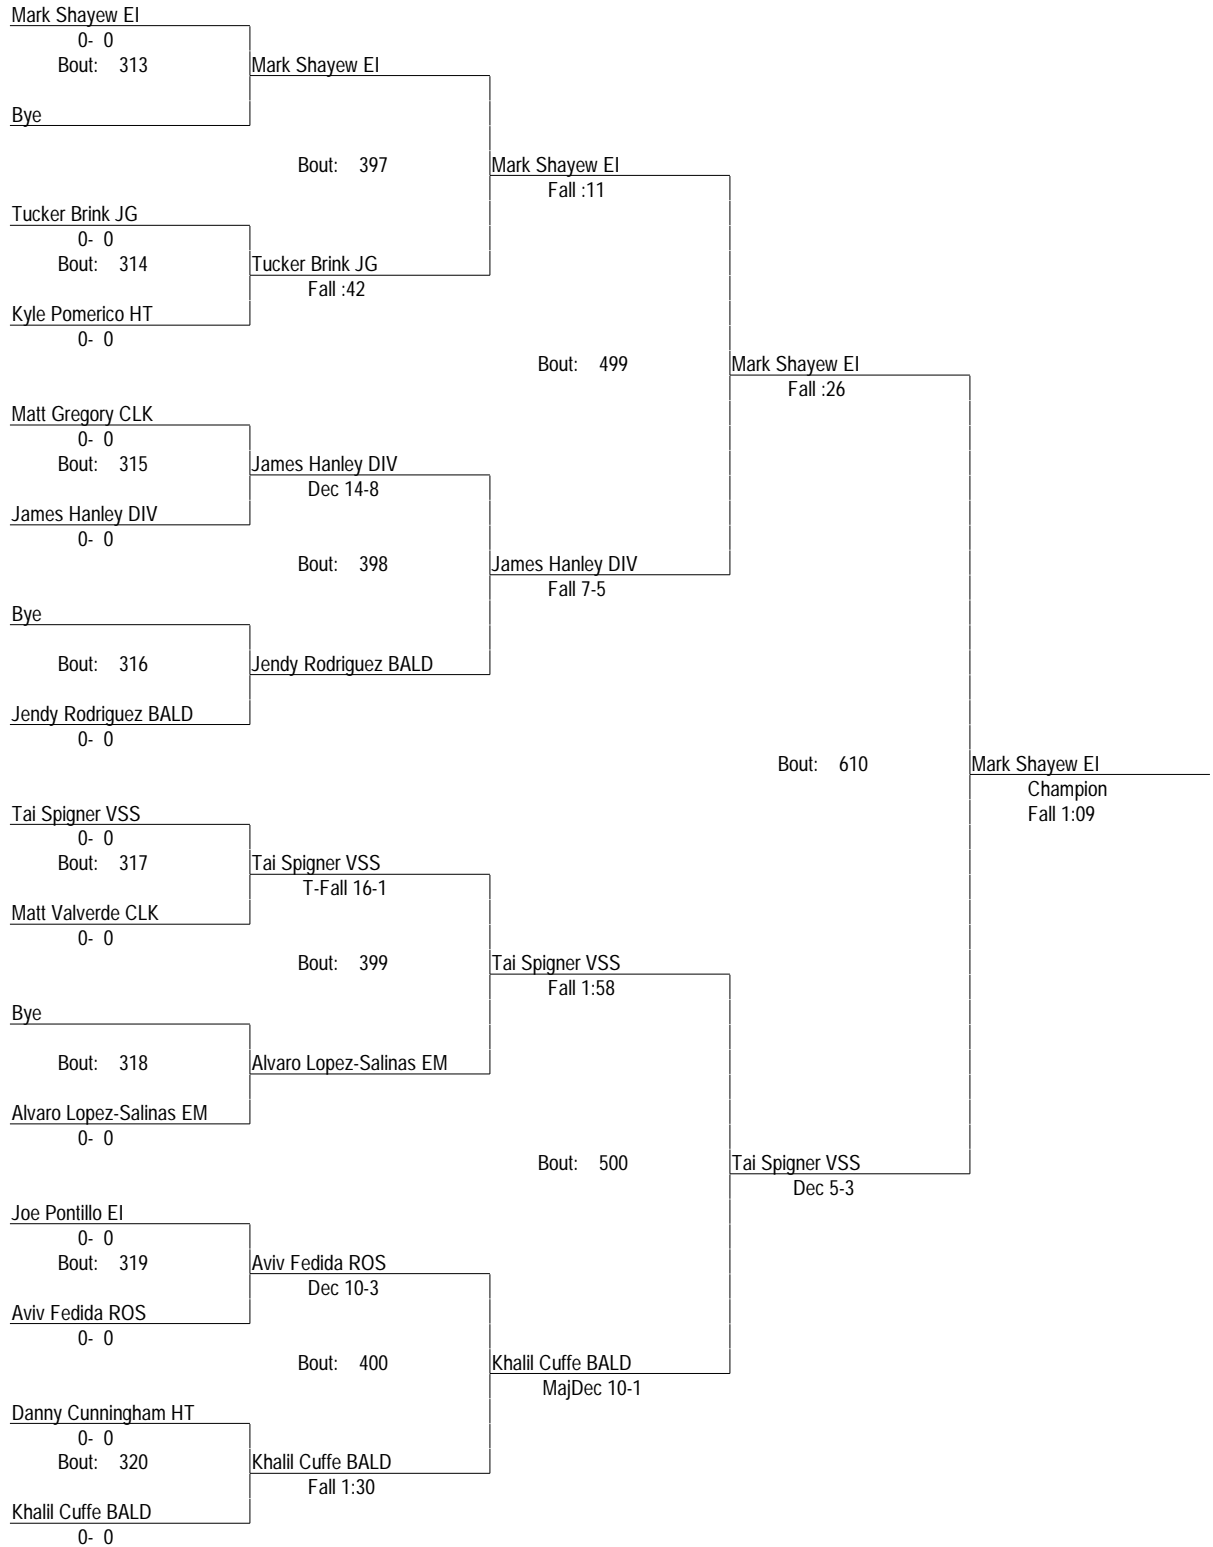 Mark Shayew EI
0- 0
Bout: 313
Mark Shayew EI
Bye
Bout: 397
Mark Shayew EI
Fall :11
Tucker Brink JG
0- 0
Bout: 314
Tucker Brink JG
Fall :42
Kyle Pomerico HT
0- 0
Bout: 499
Mark Shayew EI
Fall :26
Matt Gregory CLK
0- 0
Bout: 315
James Hanley DIV
Dec 14-8
James Hanley DIV
0- 0
Bout: 398
James Hanley DIV
Fall 7-5
Bye
Bout: 316
Jendy Rodriguez BALD
Jendy Rodriguez BALD
0- 0
Bout: 610
Mark Shayew EI
Champion
Fall 1:09
Tai Spigner VSS
0- 0
Bout: 317
Tai Spigner VSS
T-Fall 16-1
Matt Valverde CLK
0- 0
Bout: 399
Tai Spigner VSS
Fall 1:58
Bye
Bout: 318
Alvaro Lopez-Salinas EM
Alvaro Lopez-Salinas EM
0- 0
Bout: 500
Tai Spigner VSS
Dec 5-3
Joe Pontillo EI
0- 0
Bout: 319
Aviv Fedida ROS
Dec 10-3
Aviv Fedida ROS
0- 0
Bout: 400
Khalil Cuffe BALD
MajDec 10-1
Danny Cunningham HT
0- 0
Bout: 320
Khalil Cuffe BALD
Fall 1:30
Khalil Cuffe BALD
0- 0